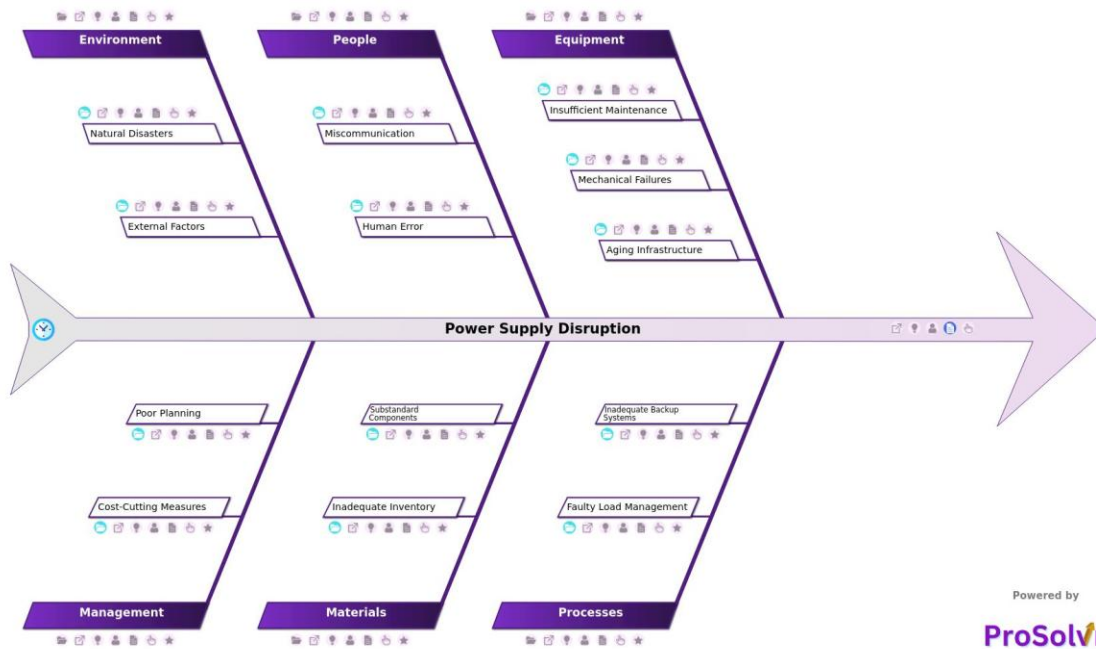 Environment
People
Equipment
Insufficient Maintenance
Natural Disasters
Miscommunication
Mechanical Failures
External Factors
Human Error
Aging Infrastructure
Power Supply Disruption
Poor Planning
Substandard
Components
Inadequate Backup
Systems
Cost-Cutting Measures
Inadequate Inventory
Faulty Load Management
Management
Materials
Processes
Powered by